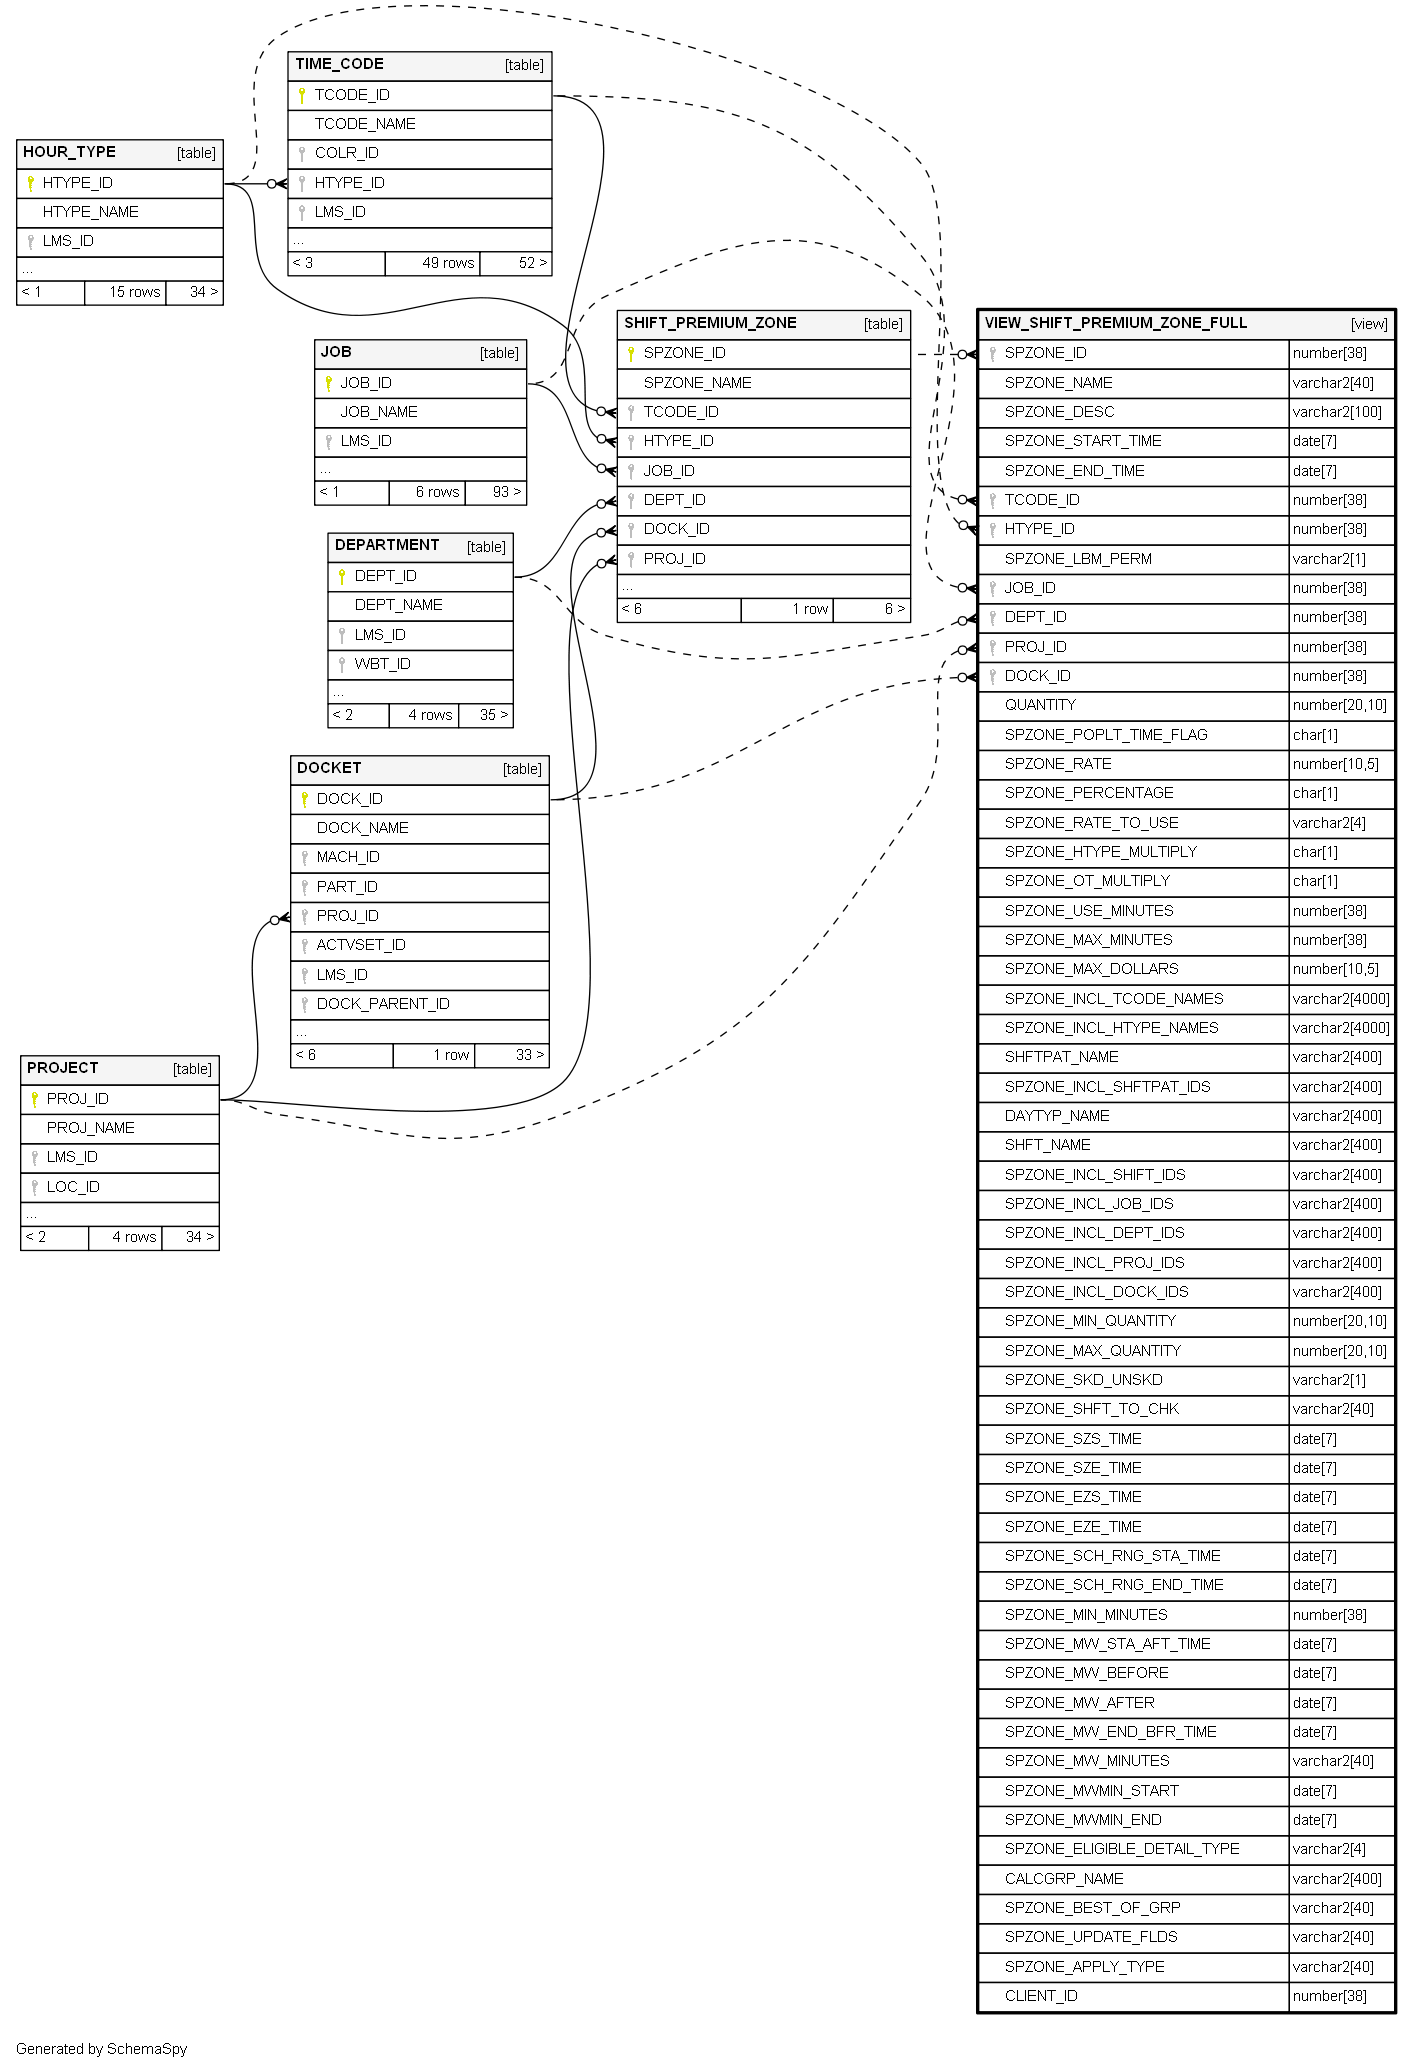 TIME_CODE [table]
TCODE_ID
TCODE_NAME
COLR_ID
HTYPE_ID
LMS_ID
...
< 3 49 rows 52 >
HOUR_TYPE [table]
HTYPE_ID
HTYPE_NAME
LMS_ID
...
< 1 15 rows 34 >
JOB [table]
JOB_ID
JOB_NAME
LMS_ID
...
< 1 6 rows 93 >
DEPARTMENT [table]
DEPT_ID
DEPT_NAME
LMS_ID
WBT_ID
...
< 2 4 rows 35 >
DOCKET [table]
DOCK_ID
DOCK_NAME
MACH_ID
PART_ID
PROJ_ID
ACTVSET_ID
LMS_ID
DOCK_PARENT_ID
...
< 6 1 row 33 >
PROJECT [table]
PROJ_ID
PROJ_NAME
LMS_ID
LOC_ID
...
< 2 4 rows 34 >
SHIFT_PREMIUM_ZONE [table]
SPZONE_ID
SPZONE_NAME
TCODE_ID
HTYPE_ID
JOB_ID
DEPT_ID
DOCK_ID
PROJ_ID
...
< 6 1 row 6 >
VIEW_SHIFT_PREMIUM_ZONE_FULL [view]
SPZONE_ID number[38]
SPZONE_NAME varchar2[40]
SPZONE_DESC varchar2[100]
SPZONE_START_TIME date[7]
SPZONE_END_TIME date[7]
TCODE_ID number[38]
HTYPE_ID number[38]
SPZONE_LBM_PERM varchar2[1]
JOB_ID number[38]
DEPT_ID number[38]
PROJ_ID number[38]
DOCK_ID number[38]
QUANTITY number[20,10]
SPZONE_POPLT_TIME_FLAG char[1]
SPZONE_RATE number[10,5]
SPZONE_PERCENTAGE char[1]
SPZONE_RATE_TO_USE varchar2[4]
SPZONE_HTYPE_MULTIPLY char[1]
SPZONE_OT_MULTIPLY char[1]
SPZONE_USE_MINUTES number[38]
SPZONE_MAX_MINUTES number[38]
SPZONE_MAX_DOLLARS number[10,5]
SPZONE_INCL_TCODE_NAMES varchar2[4000]
SPZONE_INCL_HTYPE_NAMES varchar2[4000]
SHFTPAT_NAME varchar2[400]
SPZONE_INCL_SHFTPAT_IDS varchar2[400]
DAYTYP_NAME varchar2[400]
SHFT_NAME varchar2[400]
SPZONE_INCL_SHIFT_IDS varchar2[400]
SPZONE_INCL_JOB_IDS varchar2[400]
SPZONE_INCL_DEPT_IDS varchar2[400]
SPZONE_INCL_PROJ_IDS varchar2[400]
SPZONE_INCL_DOCK_IDS varchar2[400]
SPZONE_MIN_QUANTITY number[20,10]
SPZONE_MAX_QUANTITY number[20,10]
SPZONE_SKD_UNSKD varchar2[1]
SPZONE_SHFT_TO_CHK varchar2[40]
SPZONE_SZS_TIME date[7]
SPZONE_SZE_TIME date[7]
SPZONE_EZS_TIME date[7]
SPZONE_EZE_TIME date[7]
SPZONE_SCH_RNG_STA_TIME date[7]
SPZONE_SCH_RNG_END_TIME date[7]
SPZONE_MIN_MINUTES number[38]
SPZONE_MW_STA_AFT_TIME date[7]
SPZONE_MW_BEFORE date[7]
SPZONE_MW_AFTER date[7]
SPZONE_MW_END_BFR_TIME date[7]
SPZONE_MW_MINUTES varchar2[40]
SPZONE_MWMIN_START date[7]
SPZONE_MWMIN_END date[7]
SPZONE_ELIGIBLE_DETAIL_TYPE varchar2[4]
CALCGRP_NAME varchar2[400]
SPZONE_BEST_OF_GRP varchar2[40]
SPZONE_UPDATE_FLDS varchar2[40]
SPZONE_APPLY_TYPE varchar2[40]
CLIENT_ID number[38]
Generated by SchemaSpy